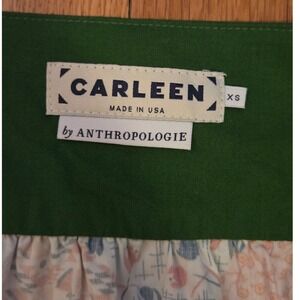 CARLEEN
MADE IN USA
XS
by ANTHROPOLOGIE